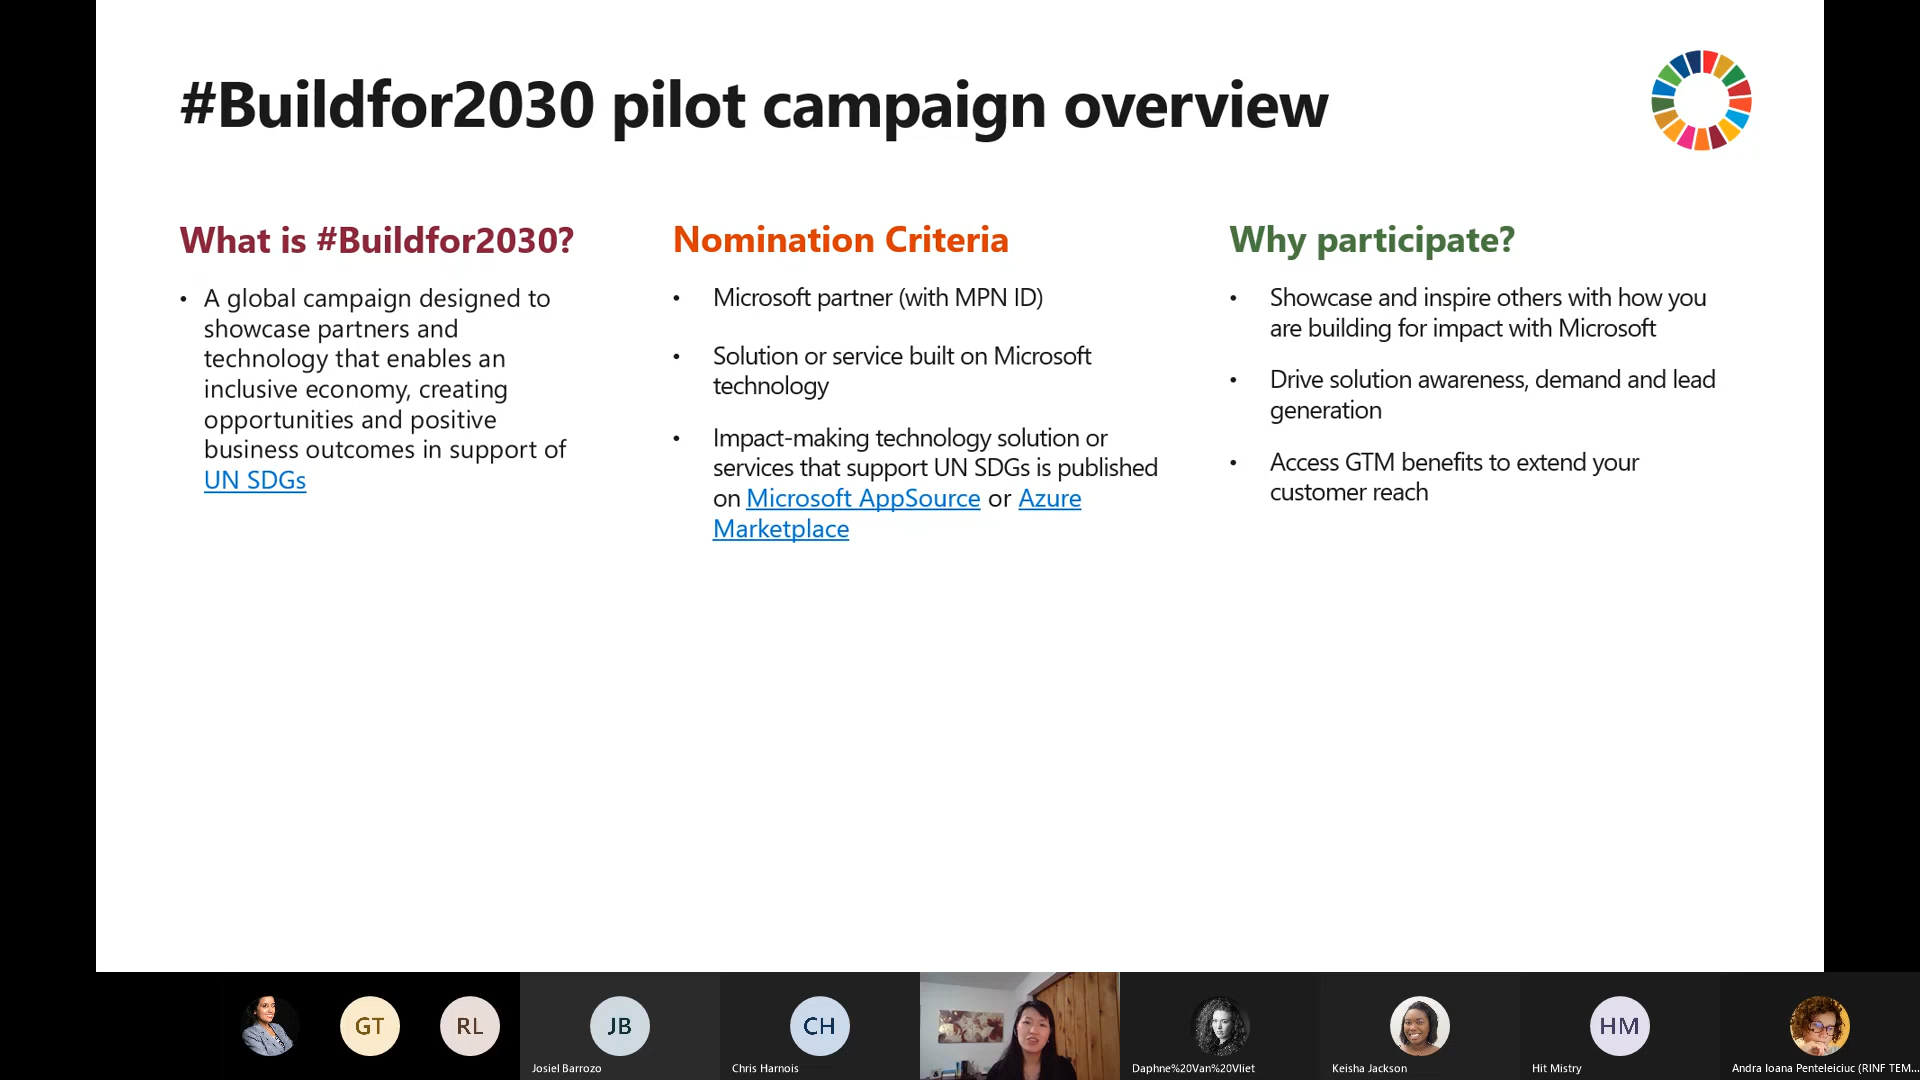 #Buildfor2030 pilot campaign overview
What is #Buildfor2030?
• A global campaign designed to
showcase partners and
technology that enables an
inclusive economy, creating
opportunities and positive
business outcomes in support of
UN SDGs
Nomination Criteria
• Microsoft partner (with MPN ID)
• Solution or service built on Microsoft
technology
• Impact-making technology solution or
services that support UN SDGs is published
on Microsoft AppSource or Azure
Marketplace
Why participate?
• Showcase and inspire others with how you
are building for impact with Microsoft
• Drive solution awareness, demand and lead
generation
• Access GTM benefits to extend your
customer reach
GT
RL
JB
Josiel Barrozo
CH
Chris Harnois
Daphne%20Van%20Vliet
Keisha Jackson
HM
Hit Mistry
Andra Ioana Penteleiciuc (RINF TEM...